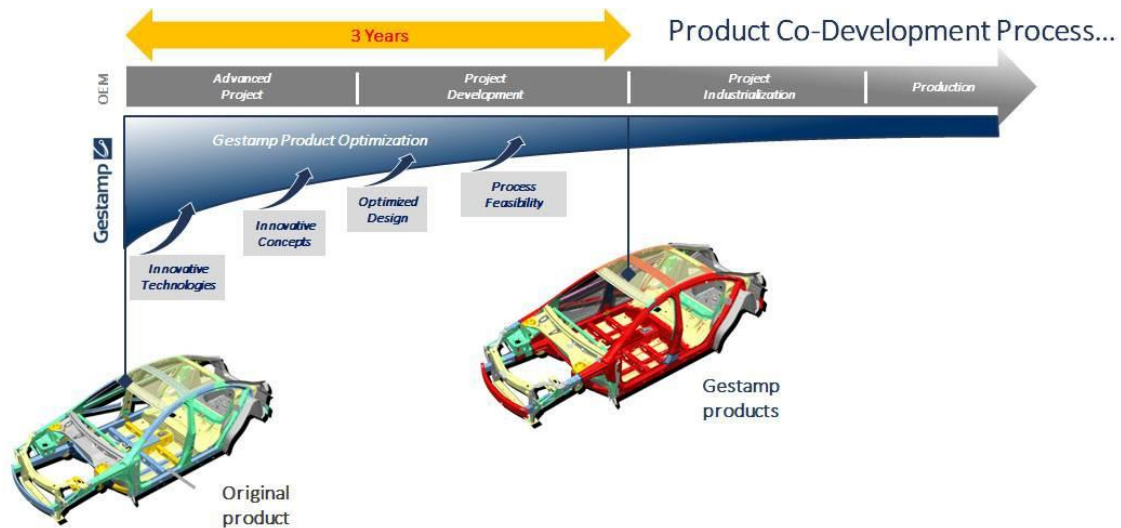 3 Years
Product Co-Development Process...
OEM
Advanced
Project
Project
Development
Project
Industrialization
Production
Gestamp
Gestamp Product Optimization
Innovative
Technologies
Innovative
Concepts
Optimized
Design
Process
Feasibility
Original
product
Gestamp
products